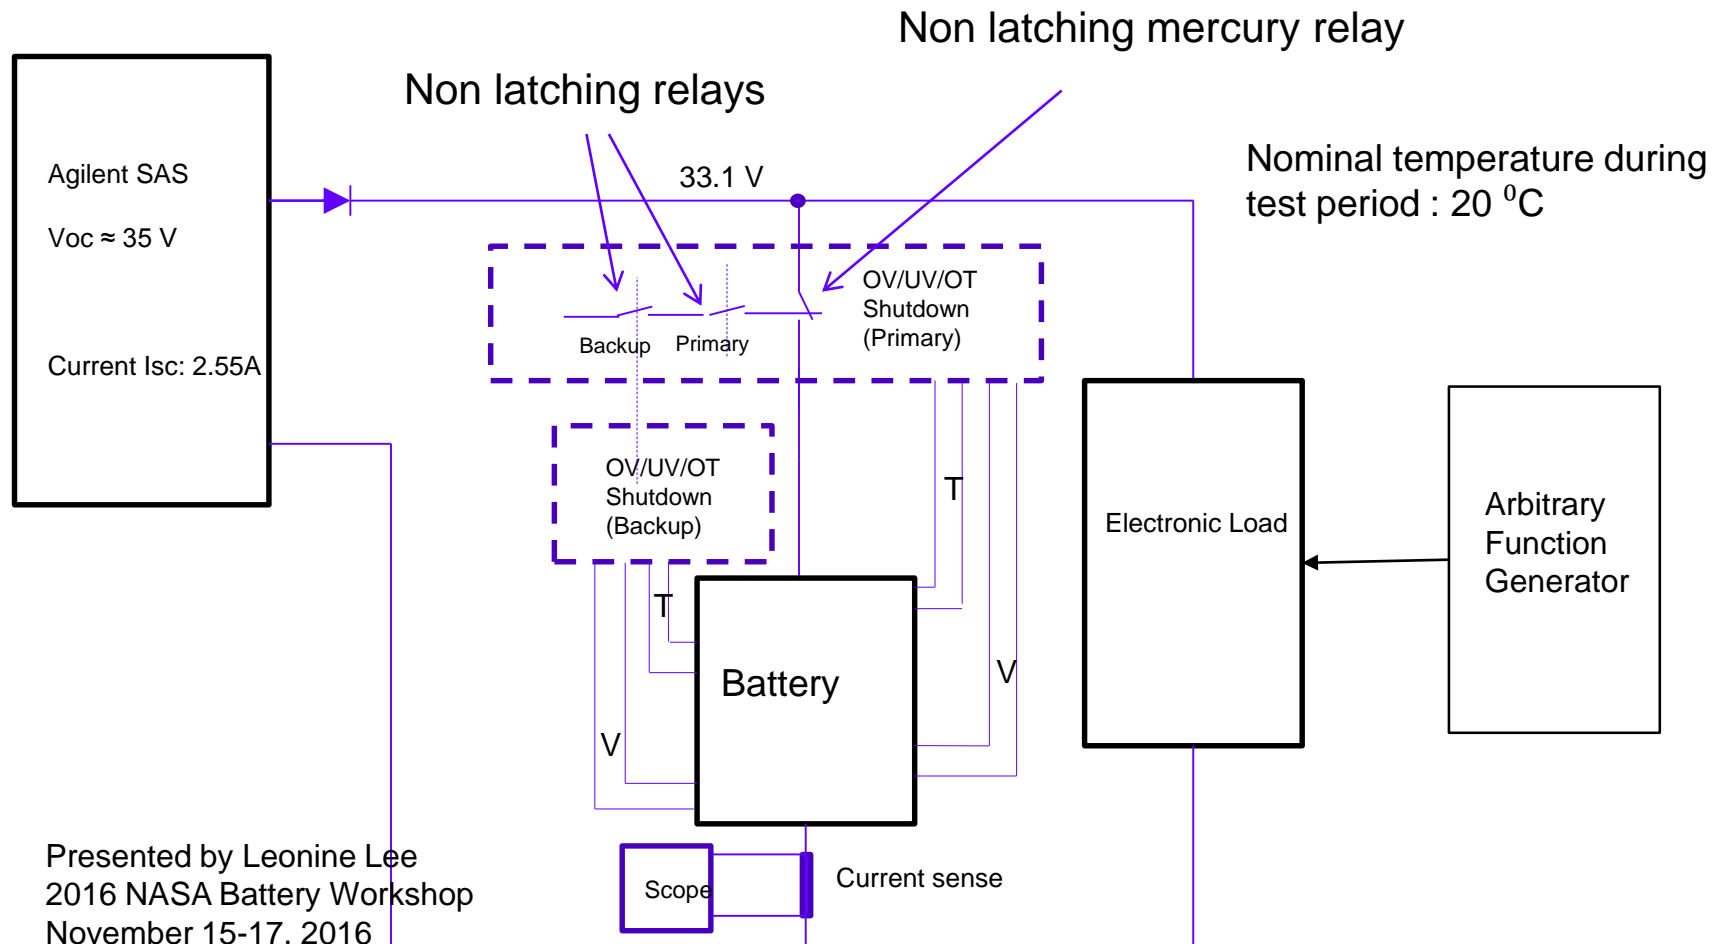 Non latching mercury relay
Non latching relays
Nominal temperature during
test period : 20 ⁰C
33.1 V
Agilent SAS
Voc ≈ 35 V
Current Isc: 2.55A
OV/UV/OT
Shutdown
(Primary)
Backup
Primary
OV/UV/OT
Shutdown
(Backup)
T
T
V
V
Battery
Electronic Load
Arbitrary
Function
Generator
Scope
Current sense
Presented by Leonine Lee
2016 NASA Battery Workshop
November 15-17, 2016